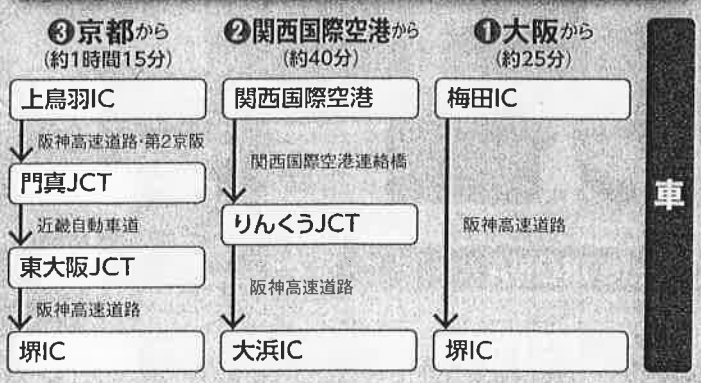 車
❶大阪から
(約25分)
梅田IC
阪神高速道路
堺IC
❷関西国際空港から
(約40分)
関西国際空港
関西国際空港連絡橋
りんくうJCT
阪神高速道路
大浜IC
❸京都から
(約1時間15分)
上鳥羽IC
阪神高速道路・第2京阪
門真JCT
近畿自動車道
東大阪JCT
阪神高速道路
堺IC